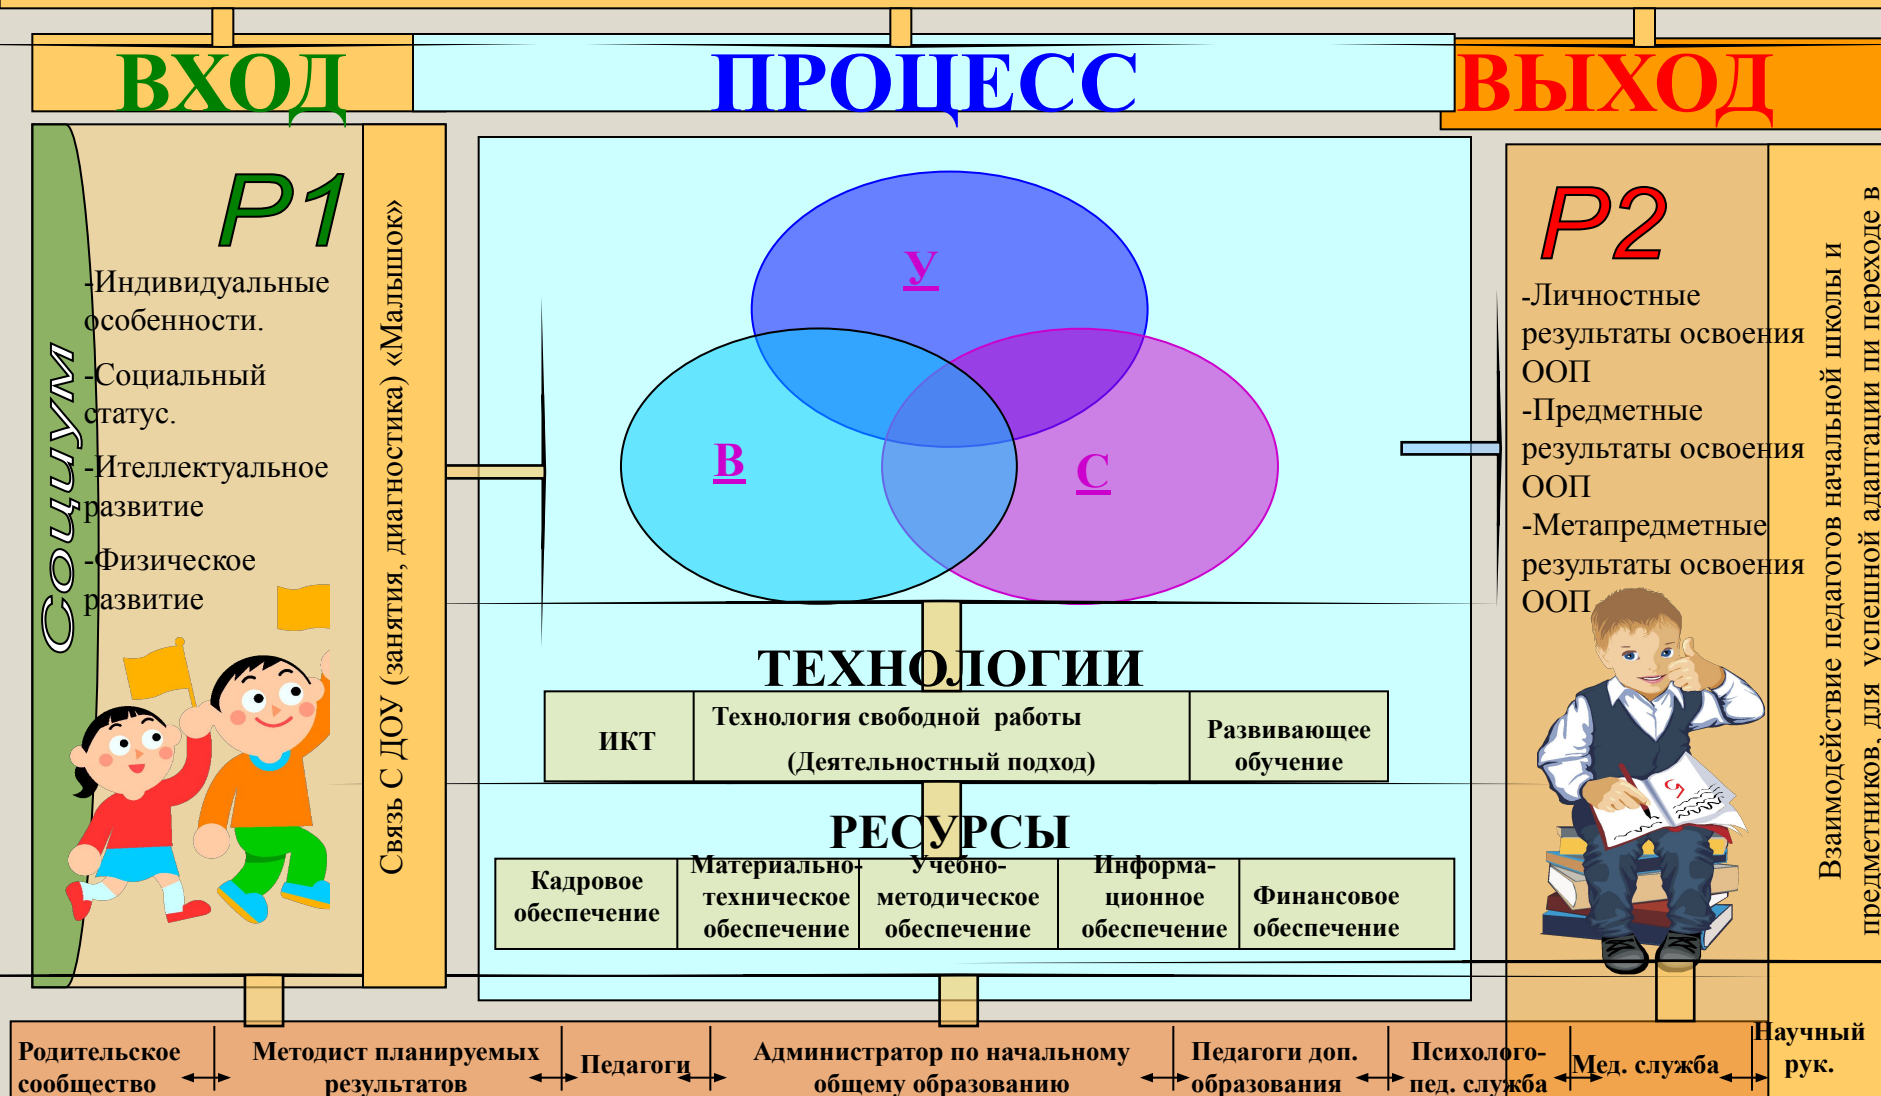 ВХОД
ПРОЦЕСС
ВЫХОД
Социум
Р1
-Индивидуальные
особенности.
-Социальный
статус.
-Ителлектуальное
развитие
-Физическое
развитие
Связь С ДОУ (занятия, диагностика) «Малышок»
У
В
С
ТЕХНОЛОГИИ
ИКТ
Технология свободной работы
(Деятельностный подход)
Развивающее
обучение
РЕСУРСЫ
Кадровое
обеспечение
Материально-
техническое
обеспечение
Учебно-
методическое
обеспечение
Информа-
ционное
обеспечение
Финансовое
обеспечение
Р2
-Личностные
результаты освоения
ООП
-Предметные
результаты освоения
ООП
-Метапредметные
результаты освоения
ООП
Взаимодействие педагогов начальной школы и
предметников, для успешной адаптации пи переходе в
Родительское
сообщество
Методист планируемых
результатов
Педагоги
Администратор по начальному
общему образованию
Педагоги доп.
образования
Психолого-
пед. служба
Мед. служба
Научный
рук.